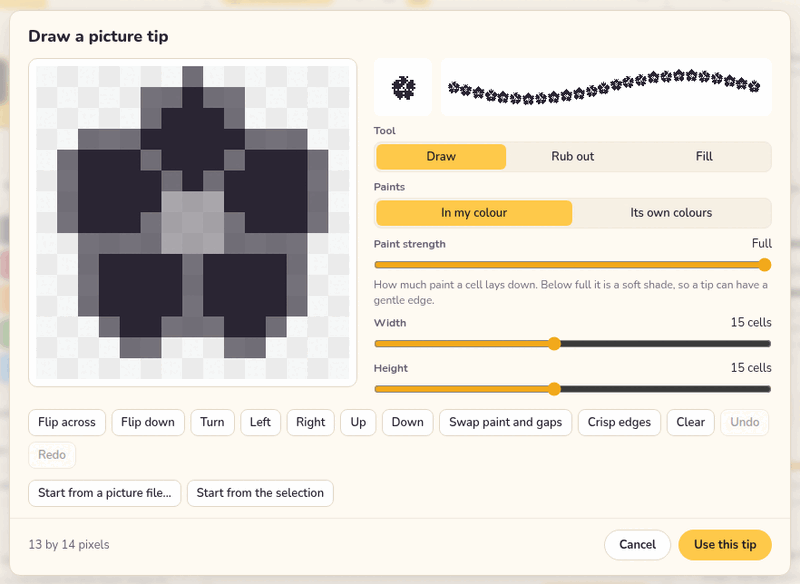 Draw a picture tip
Tool
Draw
Rub out
Fill
Paints
In my colour
Its own colours
Paint strength
Full
How much paint a cell lays down. Below full it is a soft shade, so a tip can have a
gentle edge.
Width
15 cells
Height
15 cells
Flip across
Flip down
Turn
Left
Right
Up
Down
Swap paint and gaps
Crisp edges
Clear
Undo
Redo
Start from a picture file...
Start from the selection
13 by 14 pixels
Cancel
Use this tip